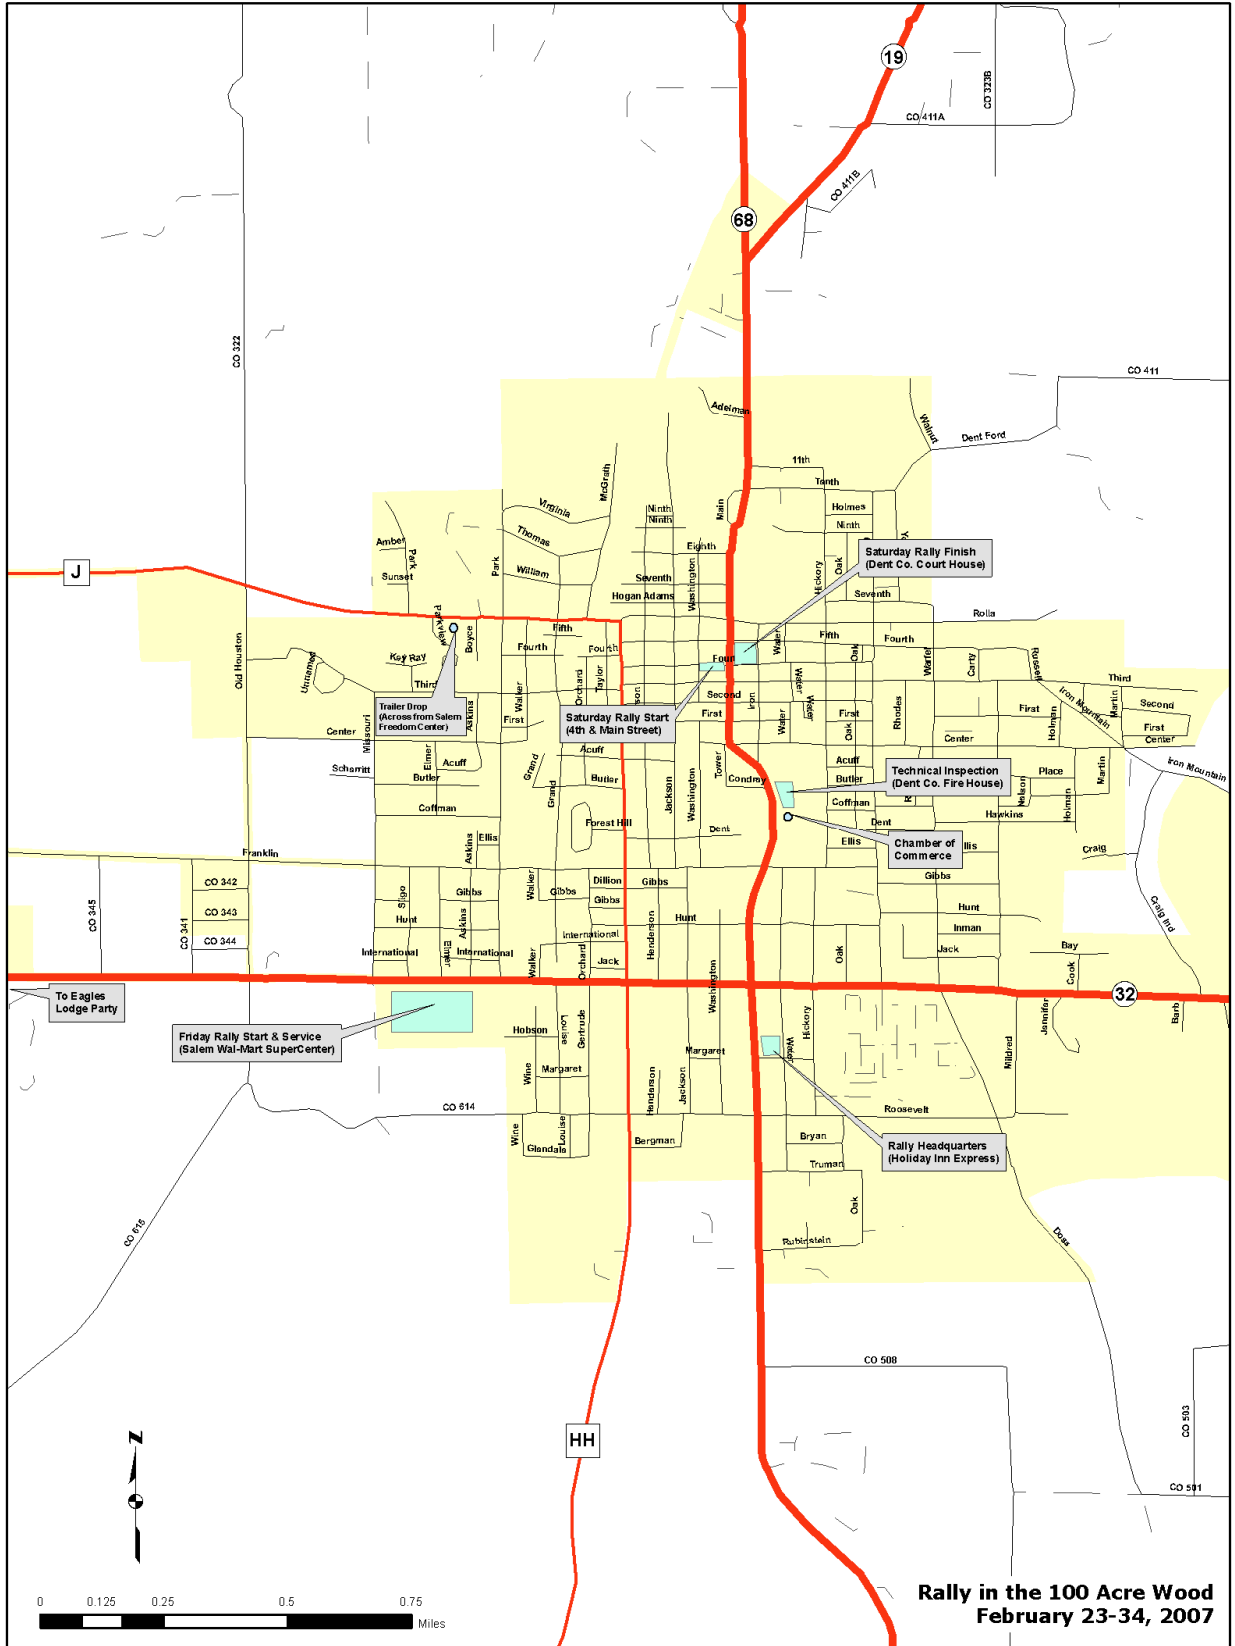 19
CO 323B
CO 411A
CO 411B
68
CO 322
CO 411
Adelman
Walnut
Dent Ford
11th
Tenth
McGrath
Main
Virginia
Ninth
Ninth
Holmes
Ninth
Thomas
Amber
Park
Park
Eighth
Oak
Saturday Rally Finish
(Dent Co. Court House)
J
Sunset
William
Seventh
Washington
Hickory
Hogan Adams
Seventh
Rolla
Parkview
Boyce
Fifth
Water
Fifth
Fourth
Old Houston
Unnamed
Kay Ray
Fourth
Fourth
Four
Oak
Carty
Russell
Third
Orchard
Taylor
Walker
Second
Iron
Water
Water
Rhodes
Third
Iron Mountain
Martin
Second
Trailer Drop
(Across from Salem
Freedom Center)
Askins
First
Saturday Rally Start
(4th & Main Street)
First
Water
First
Oak
First
Holman
First
Center
Missouri
Center
Center
Scharritt
Elmer
Acuff
Grand
Acuff
Tower
Acuff
Technical Inspection
(Dent Co. Fire House)
Place
Martin
Iron Mountain
Butler
Grand
Butler
Jackson
Washington
Condray
Butler
Nelson
Holman
Coffman
Coffman
Hawkins
Forest Hill
Dent
Dent
Askins
Ellis
Ellis
Chamber of
Commerce
llis
Craig
Franklin
CO 342
Gibbs
Walker
Gibbs
Dillion
Gibbs
Gibbs
Gibbs
CO 345
CO 341
CO 343
Sligo
Hunt
Askins
Henderson
Hunt
Hunt
Craig Ind
CO 344
International
Inman
International
Elmer
International
Walker
Orchard
Jack
Oak
Jack
Bay
Cook
Washington
32
To Eagles
Lodge Party
Friday Rally Start & Service
(Salem Wal-Mart SuperCenter)
Hobson
Louise
Gertrude
Hickory
Jennifer
Barb
Wine
Margaret
Margaret
Water
Mildred
Henderson
Jackson
CO 614
Roosevelt
Wine
Louise
Glendale
Bergman
Bryan
Rally Headquarters
(Holiday Inn Express)
Truman
Oak
CO 615
Rubinstein
Doss
CO 508
CO 503
HH
N
CO 501
0 0.125 0.25 0.5 0.75
Miles
Rally in the 100 Acre Wood
February 23-34, 2007